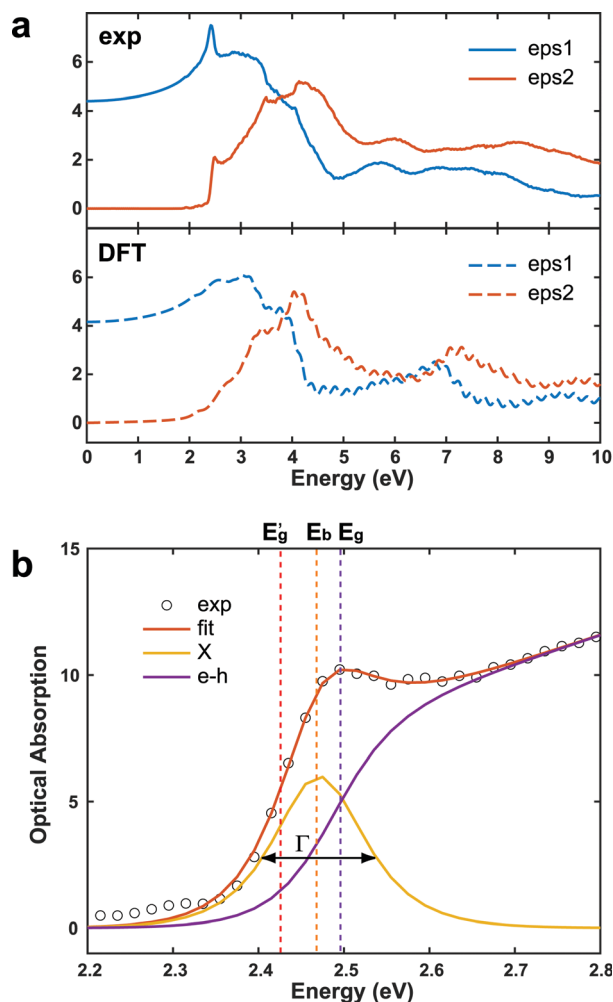 a
exp
eps1
eps2
6
4
2
0
DFT
eps1
eps2
6
4
2
0
0 1 2 3 4 5 6 7 8 9 10
Energy (eV)
E'g Eb Eg
b
15
10
5
0
exp
fit
X
e-h
Γ
Optical Absorption
2.2 2.3 2.4 2.5 2.6 2.7 2.8
Energy (eV)